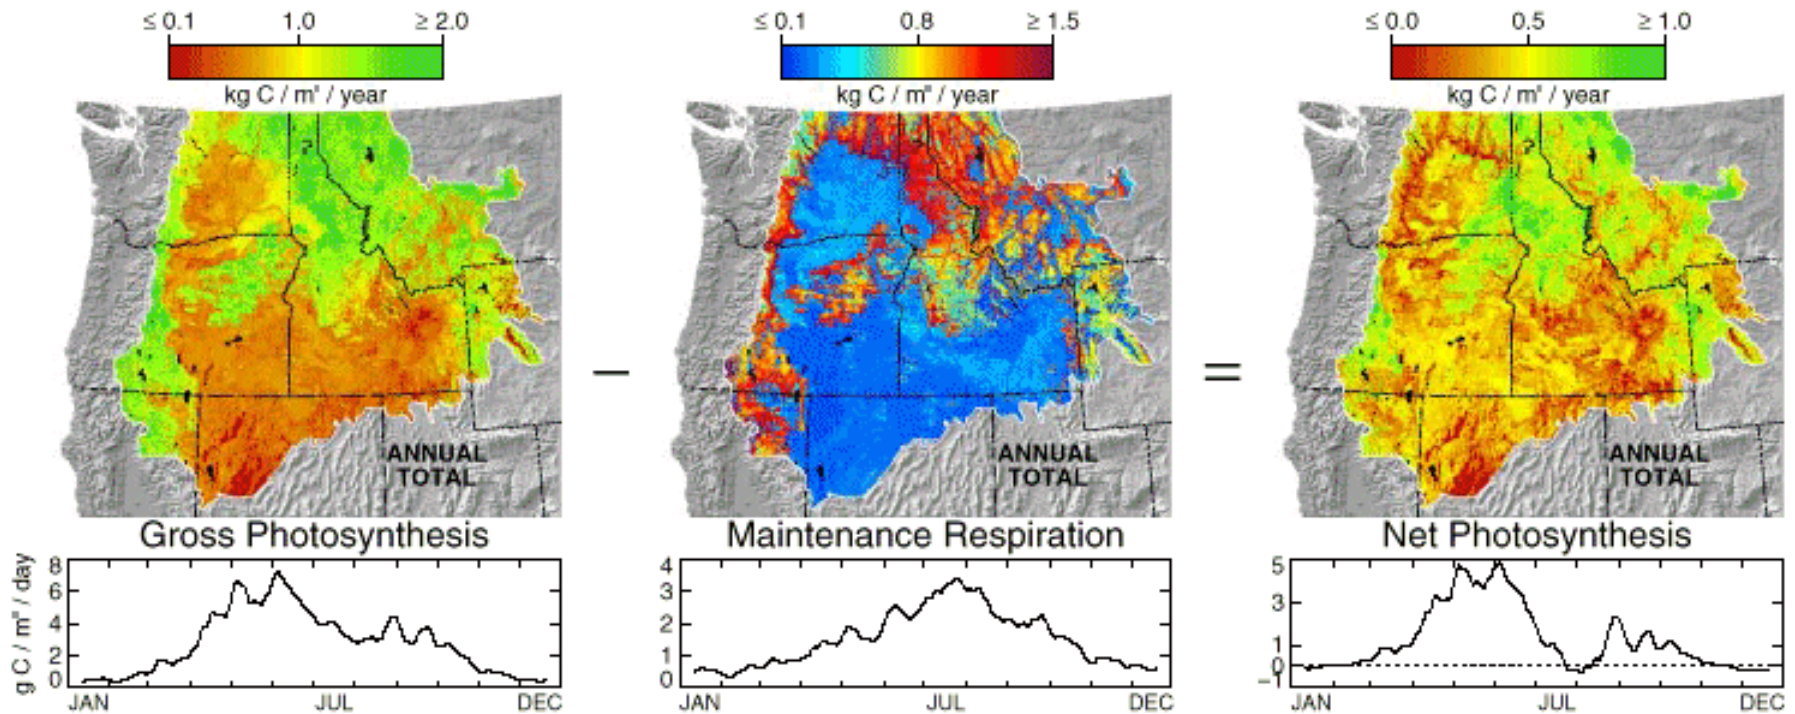 ≤ 0.1 1.0 ≥ 2.0
kg C / m² / year
ANNUAL
TOTAL
Gross Photosynthesis
g C / m² / day
8
6
4
2
0
JAN JUL DEC
−
≤ 0.1 0.8 ≥ 1.5
kg C / m² / year
ANNUAL
TOTAL
Maintenance Respiration
4
3
2
1
0
JAN JUL DEC
=
≤ 0.0 0.5 ≥ 1.0
kg C / m² / year
ANNUAL
TOTAL
Net Photosynthesis
5
3
1
0
−1
JAN JUL DEC